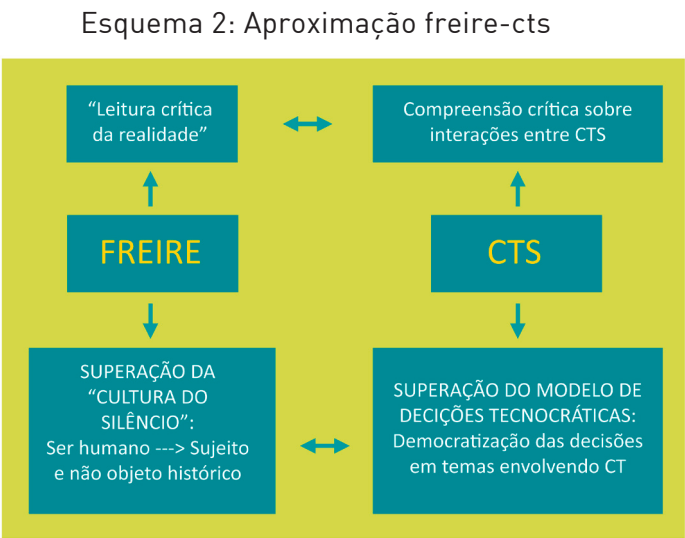 Esquema 2: Aproximação freire-cts
“Leitura crítica
da realidade”
Compreensão crítica sobre
interações entre CTS
FREIRE
CTS
SUPERAÇÃO DA
“CULTURA DO
SILÊNCIO”:
Ser humano ---> Sujeito
e não objeto histórico
SUPERAÇÃO DO MODELO DE
DECIÇÕES TECNOCRÁTICAS:
Democratização das decisões
em temas envolvendo CT